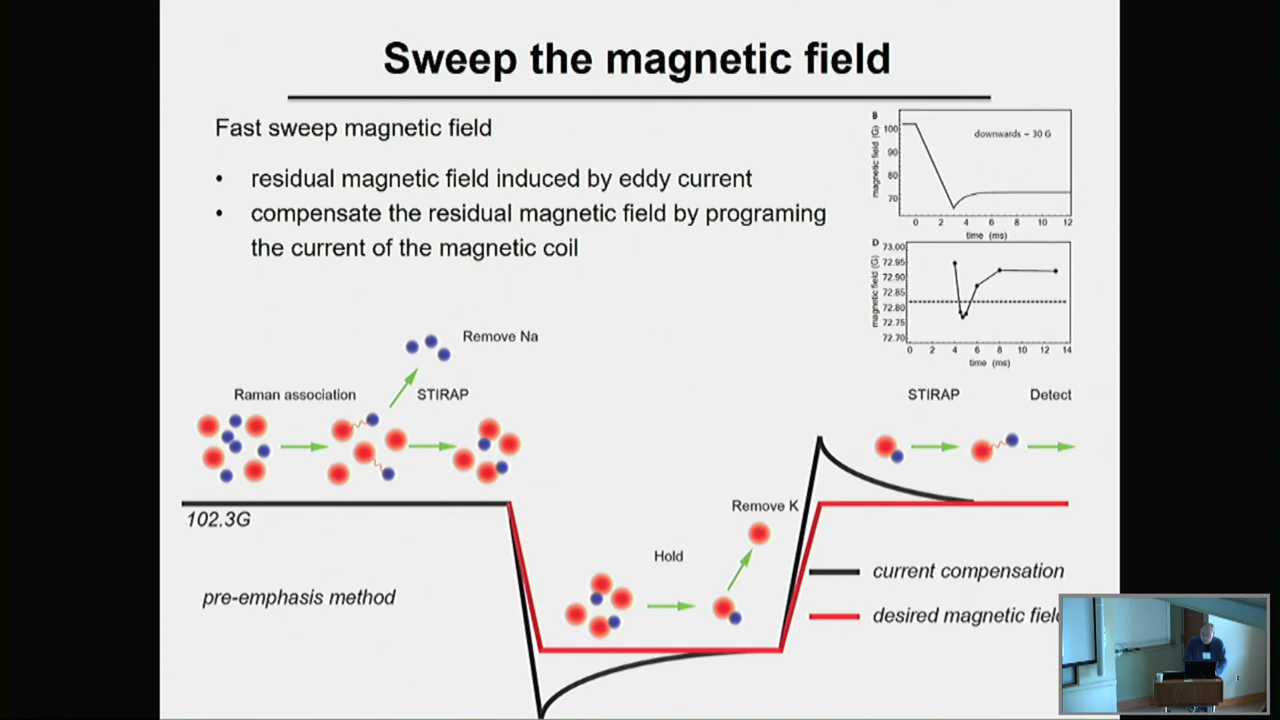 Sweep the magnetic field
Fast sweep magnetic field
• residual magnetic field induced by eddy current
• compensate the residual magnetic field by programing
the current of the magnetic coil
B
magnetic field (G)
100
90
80
70
downwards ~ 30 G
0 2 4 6 8 10 12
time (ms)
D
magnetic field (G)
73.00
72.95
72.90
72.85
72.80
72.75
72.70
0 2 4 6 8 10 12 14
time (ms)
Remove Na
Raman association
STIRAP
STIRAP
Detect
102.3G
Remove K
Hold
pre-emphasis method
current compensation
desired magnetic field